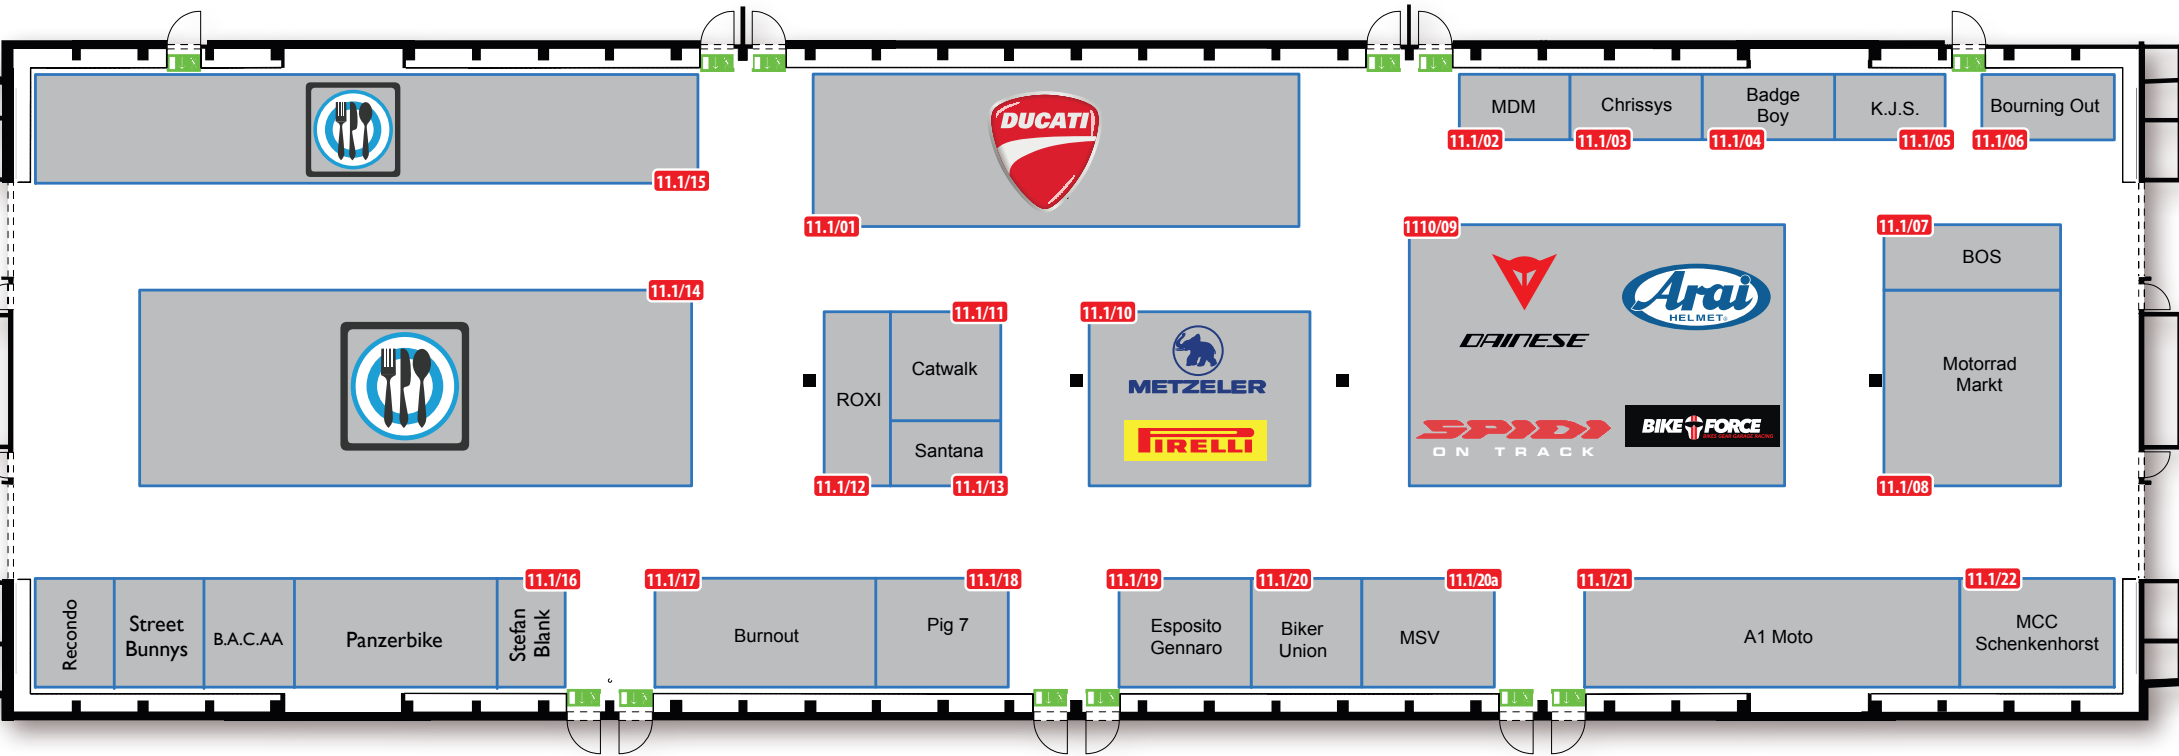 DUCATI
MDM
Chrissys
Badge
Boy
K.J.S.
Bourning Out
11.1/02
11.1/03
11.1/04
11.1/05
11.1/06
11.1/15
11.1/01
1110/09
11.1/07
BOS
Arai
HELMET
DAINESE
11.1/14
11.1/11
11.1/10
Catwalk
ROXI
Santana
METZELER
PIRELLI
Motorrad
Markt
SPIDI
ON TRACK
BIKE FORCE
BIKES GEAR GARAGE RACING
11.1/12
11.1/13
11.1/08
11.1/16
11.1/17
11.1/18
11.1/19
11.1/20
11.1/20a
11.1/21
11.1/22
Recondo
Street
Bunnys
B.A.C.AA
Panzerbike
Stefan
Blank
Burnout
Pig 7
Esposito
Gennaro
Biker
Union
MSV
A1 Moto
MCC
Schenkenhorst